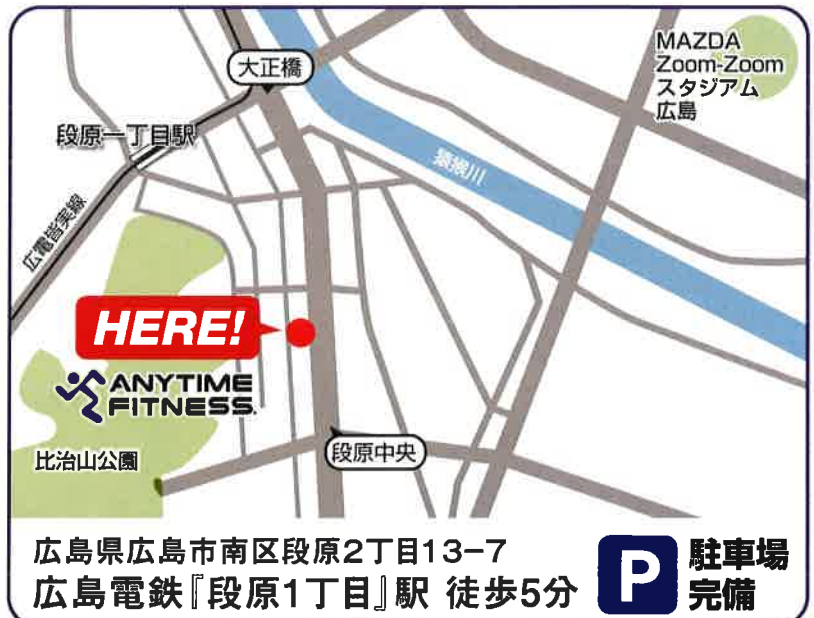 大正橋
MAZDA
Zoom-Zoom
スタジアム
広島
段原一丁目駅
猿猴川
広電皆実線
HERE!
ANYTIME
FITNESS.
比治山公園
段原中央
広島県広島市南区段原2丁目13-7
広島電鉄『段原1丁目』駅 徒歩5分
P
駐車場
完備